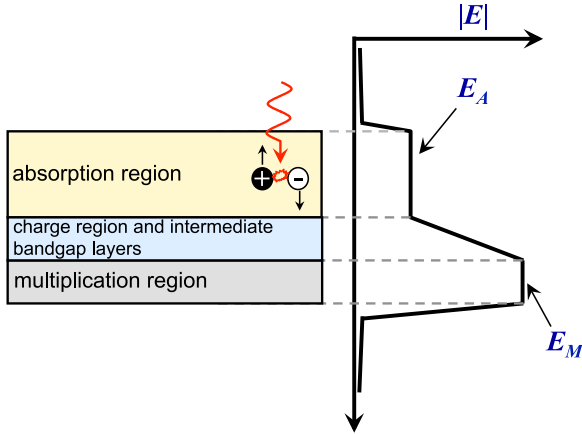 |E|
E_A
absorption region
+ -
charge region and intermediate
bandgap layers
multiplication region
E_M